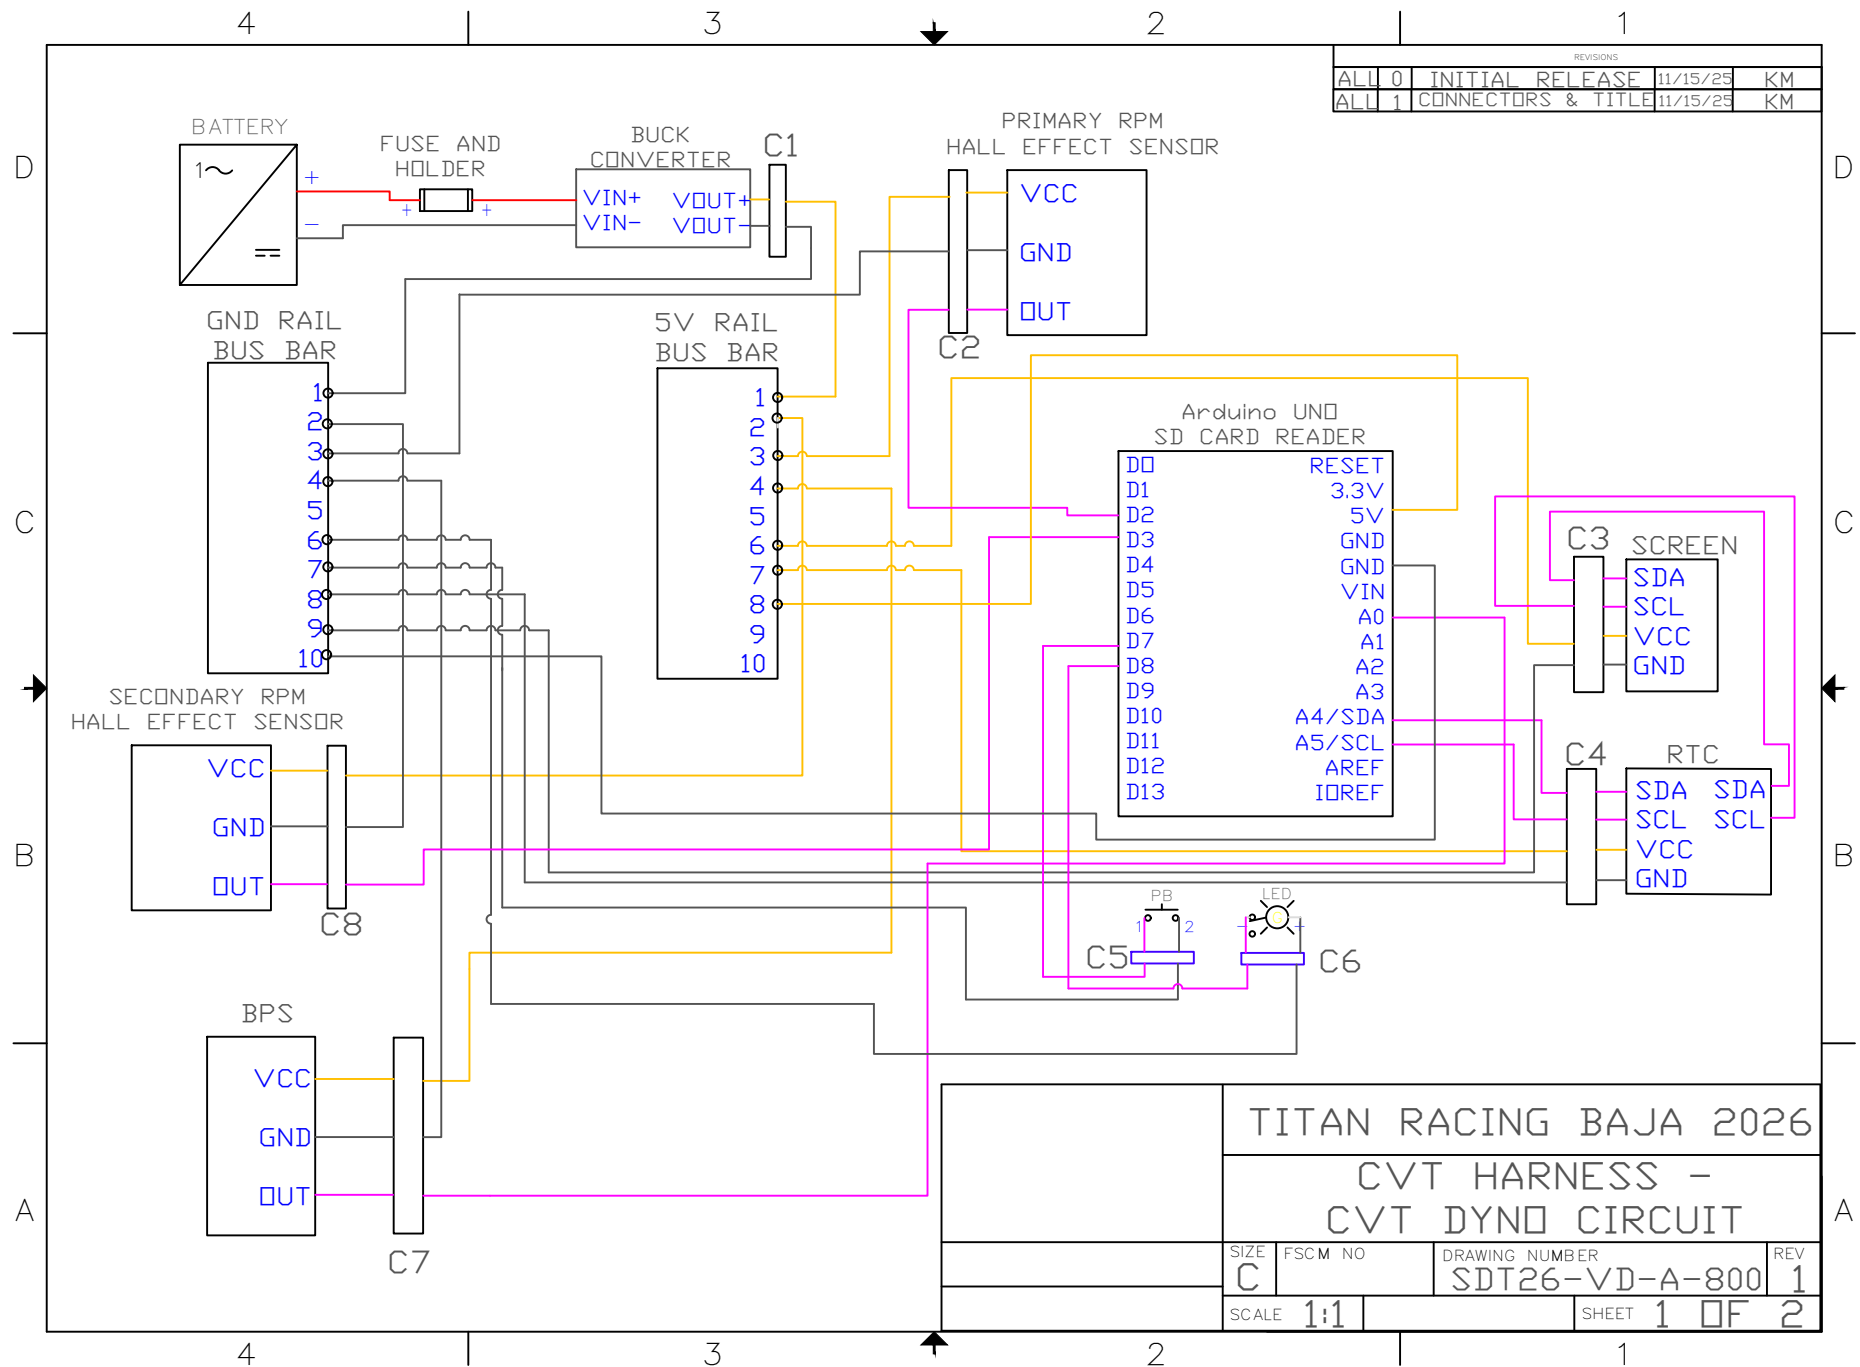 4 3 2 1
REVISIONS
ALL 0 INITIAL RELEASE 11/15/25 KM
ALL 1 CONNECTORS & TITLE 11/15/25 KM
D D
BATTERY
1~
+
-
FUSE AND
HOLDER
+ +
BUCK
CONVERTER
VIN+ VOUT+
VIN- VOUT-
C1
PRIMARY RPM
HALL EFFECT SENSOR
VCC
GND
OUT
C2
GND RAIL
BUS BAR
1
2
3
4
5
6
7
8
9
10
5V RAIL
BUS BAR
1
2
3
4
5
6
7
8
9
10
C C
Arduino UNO
SD CARD READER
D0 RESET
D1 3.3V
D2 5V
D3 GND
D4 GND
D5 VIN
D6 A0
D7 A1
D8 A2
D9 A3
D10 A4/SDA
D11 A5/SCL
D12 AREF
D13 IOREF
C3
SCREEN
SDA
SCL
VCC
GND
SECONDARY RPM
HALL EFFECT SENSOR
VCC
GND
OUT
C8
C4
RTC
SDA SDA
SCL SCL
VCC
GND
B B
PB
1 2
C5
LED
- +
C6
BPS
VCC
GND
OUT
C7
A A
TITAN RACING BAJA 2026
CVT HARNESS -
CVT DYNO CIRCUIT
SIZE FSCM NO DRAWING NUMBER REV
C SDT26-VD-A-800 1
SCALE 1:1 SHEET 1 OF 2
4 3 2 1